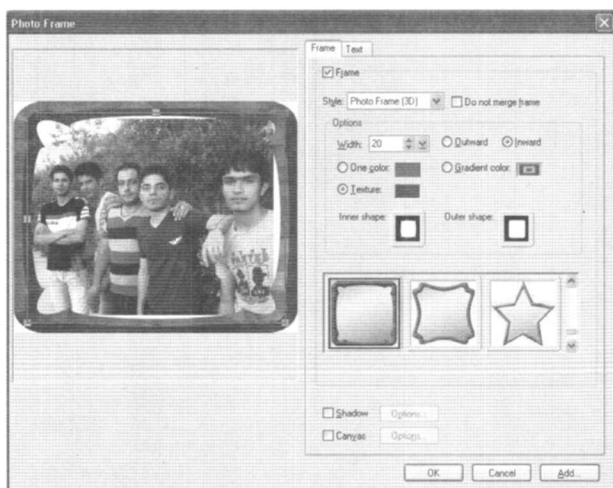 Photo Frame
Frame Text
Frame
Style: Photo Frame (3D) Do not merge frame
Options
Width: 20 Outward Inward
One color: Gradient color:
Texture:
Inner shape: Outer shape:
Shadow Options...
Canvas Options...
OK Cancel Add...